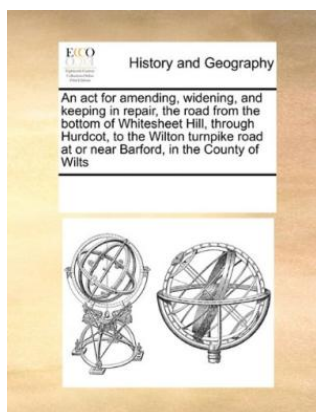 ECCO
History and Geography
An act for amending, widening, and
keeping in repair, the road from the
bottom of Whitesheet Hill, through
Hurdcot, to the Wilton turnpike road
at or near Barford, in the County of
Wilts